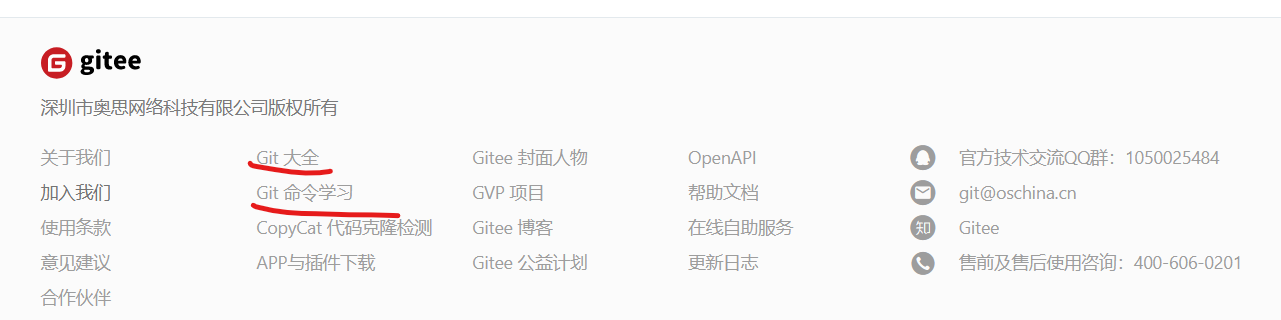 gitee
深圳市奥思网络科技有限公司版权所有
关于我们
加入我们
使用条款
意见建议
合作伙伴
Git 大全
Git 命令学习
CopyCat 代码克隆检测
APP与插件下载
Gitee 封面人物
GVP 项目
Gitee 博客
Gitee 公益计划
OpenAPI
帮助文档
在线自助服务
更新日志
官方技术交流QQ群：1050025484
git@oschina.cn
知 Gitee
售前及售后使用咨询：400-606-0201